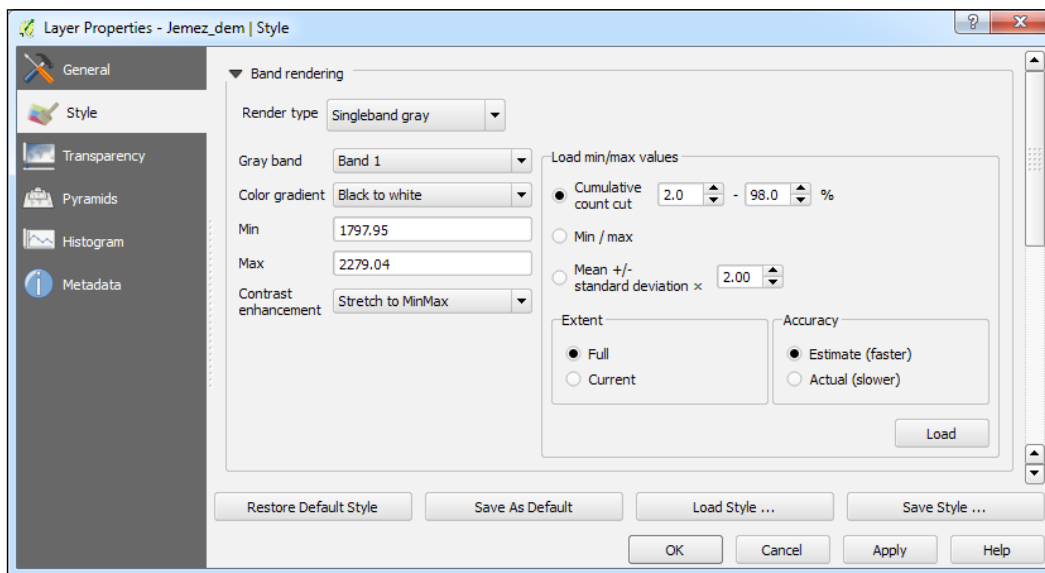 Layer Properties - Jemez_dem | Style
General
Style
Transparency
Pyramids
Histogram
Metadata
Band rendering
Render type Singleband gray
Gray band Band 1
Color gradient Black to white
Min 1797.95
Max 2279.04
Contrast
enhancement Stretch to MinMax
Load min/max values
Cumulative
count cut 2.0 - 98.0 %
Min / max
Mean +/-
standard deviation × 2.00
Extent
Full
Current
Accuracy
Estimate (faster)
Actual (slower)
Load
Restore Default Style Save As Default Load Style ... Save Style ...
OK Cancel Apply Help